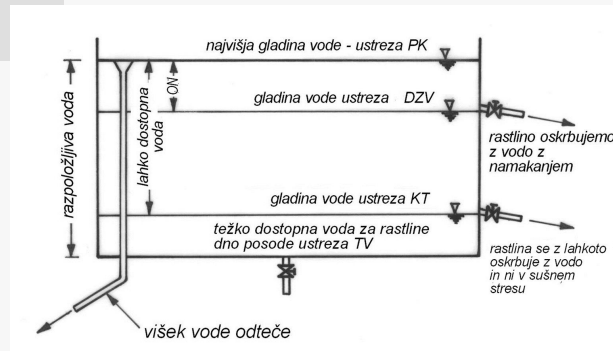 najvišja gladina vode - ustreza PK
razpoložljiva voda
lahko dostopna
voda
ON
gladina vode ustreza DZV
rastlino oskrbujemo
z vodo z
namakanjem
gladina vode ustreza KT
težko dostopna voda za rastline
dno posode ustreza TV
rastlina se z lahkoto
oskrbuje z vodo
in ni v sušnem
stresu
višek vode odteče